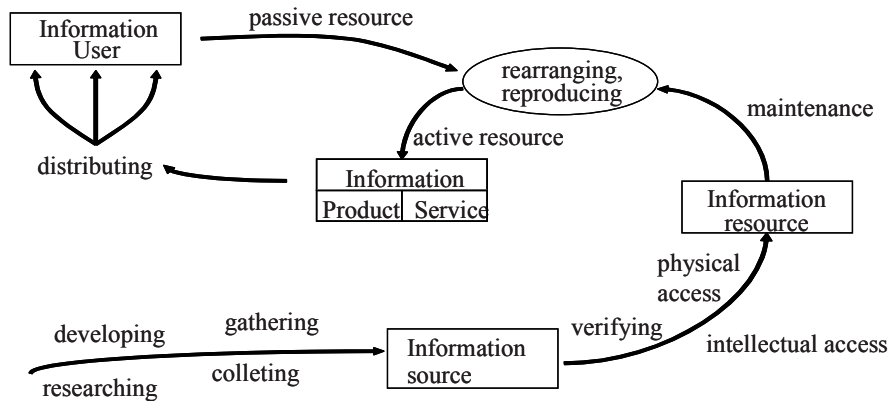 passive resource
Information
User
rearranging,
reproducing
maintenance
active resource
distributing
Information
Product
Service
Information
resource
physical
access
gathering
developing
verifying
intellectual access
Information
source
colleting
researching